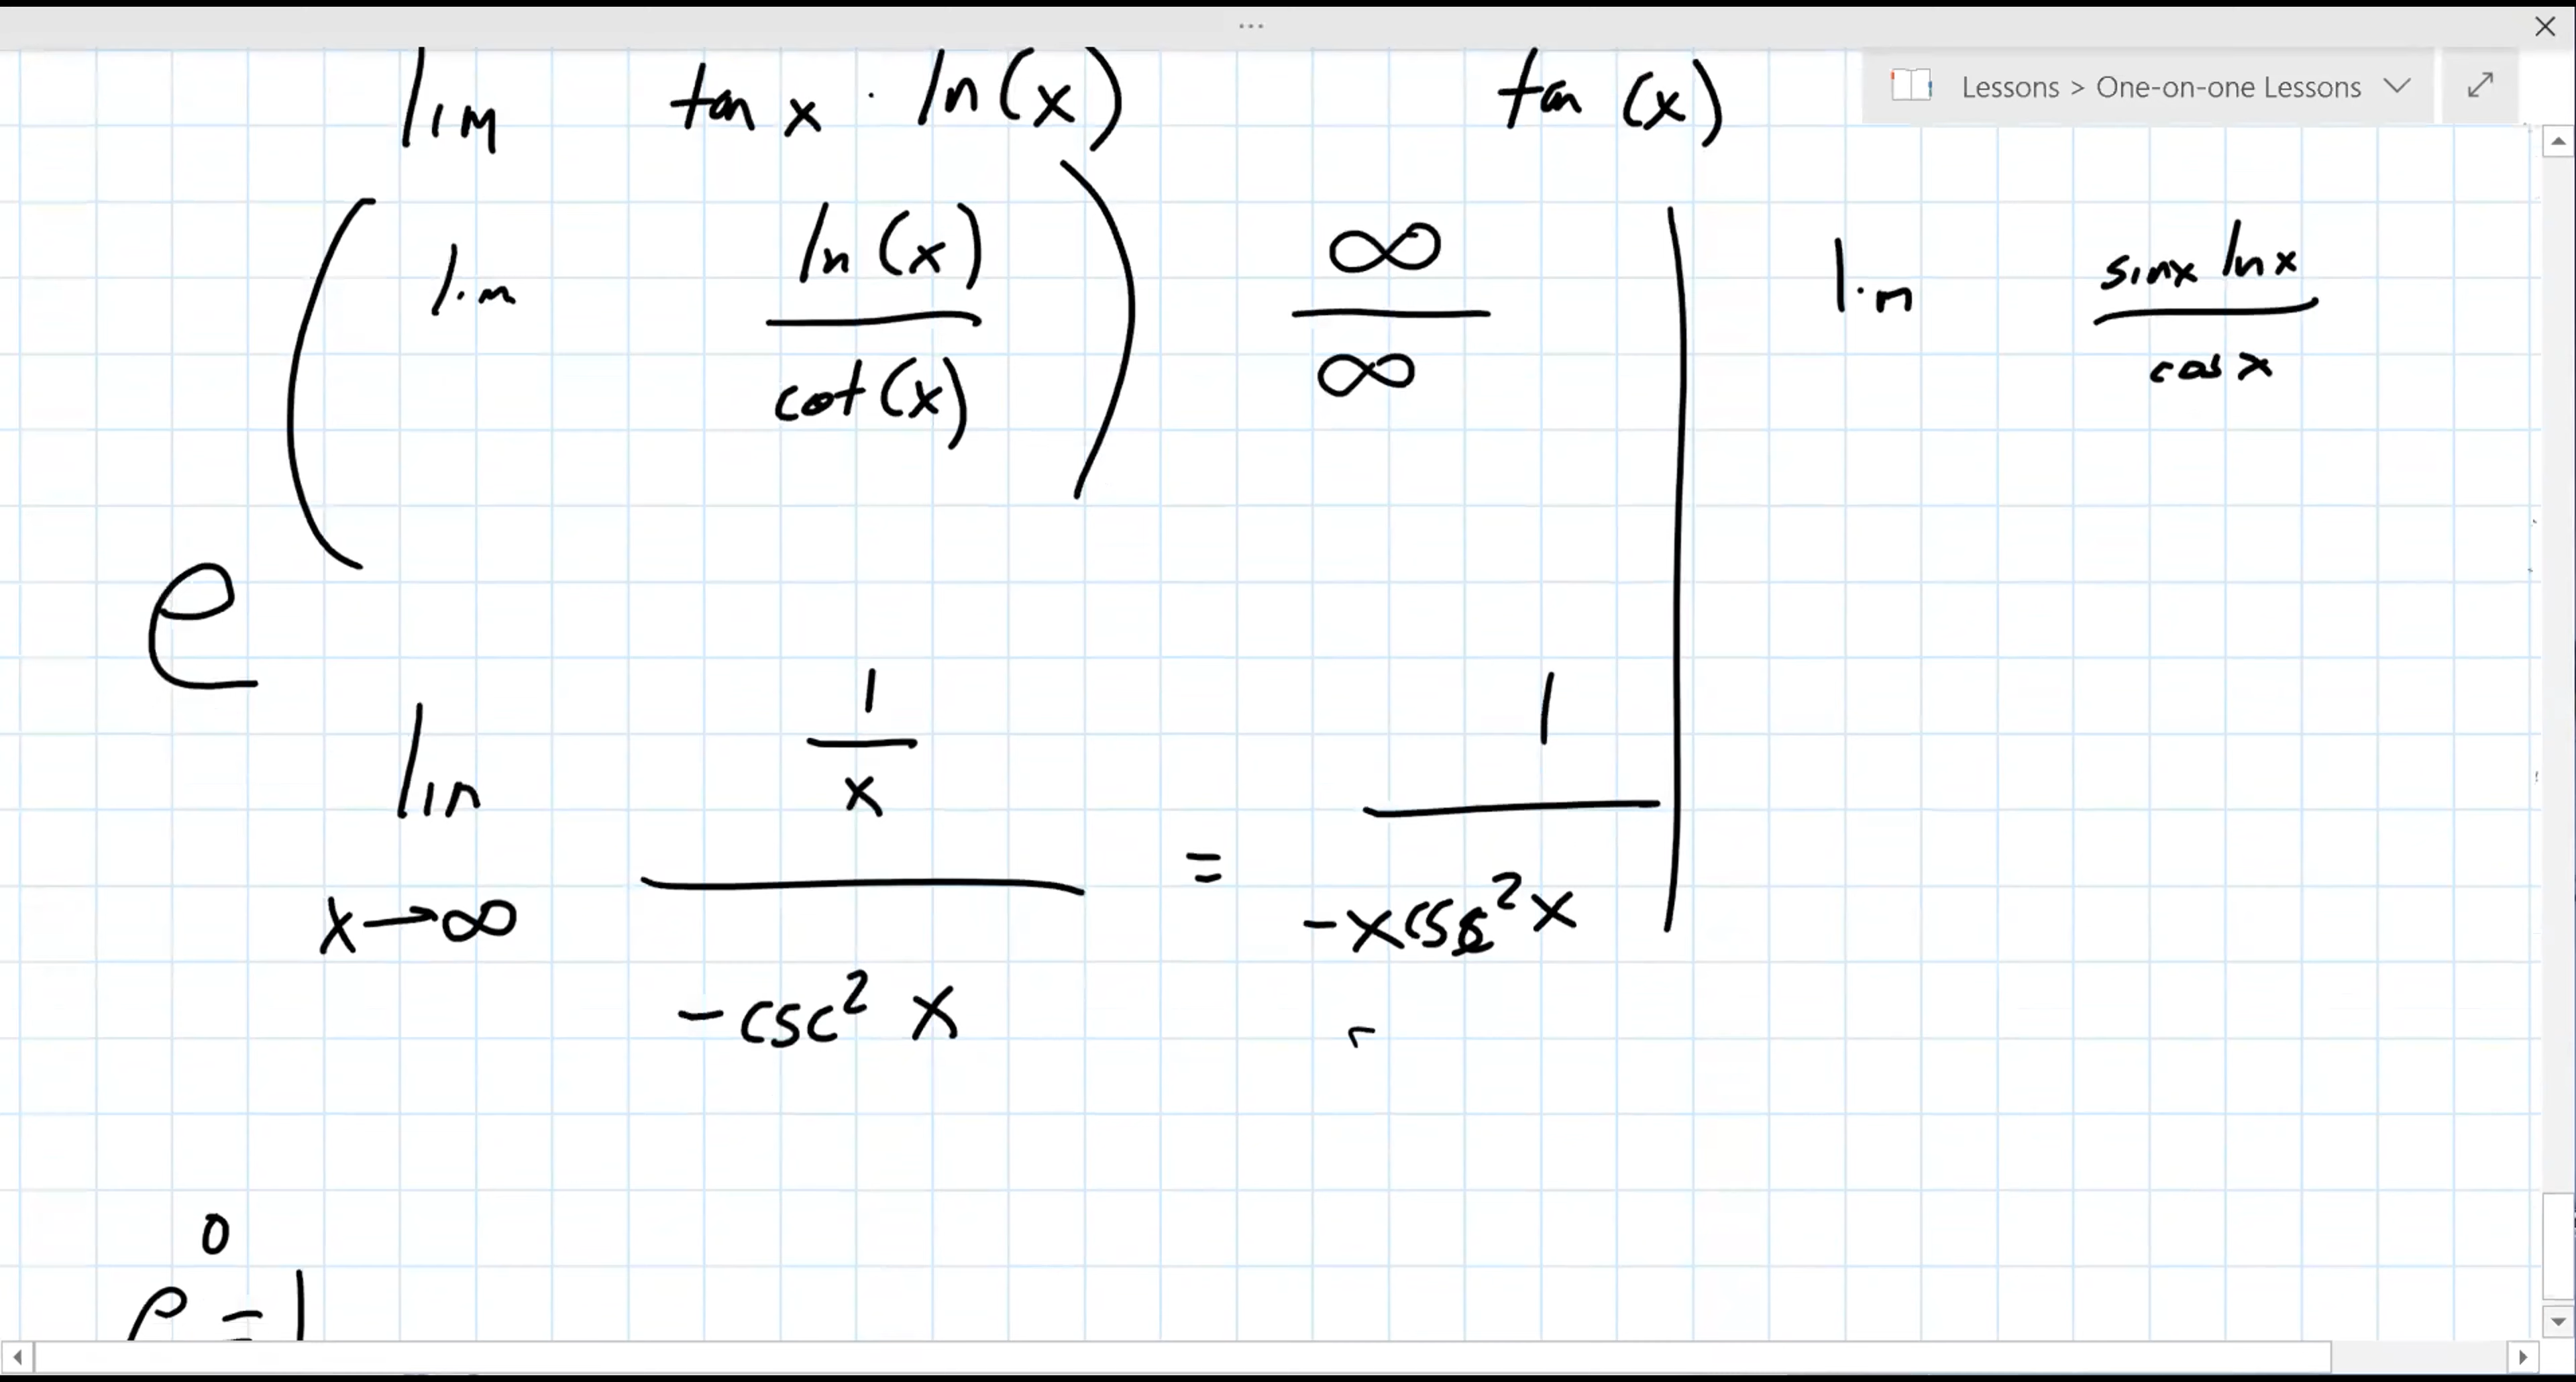 ...
Lessons > One-on-one Lessons
lim tan x · ln(x) tan (x)
( lim ln(x) / cot(x) ) ∞ / ∞ | lim sinx lnx / cos x
e
lin x→∞ 1/x / -csc² x = 1 / -xcsc²x
0
e = 1